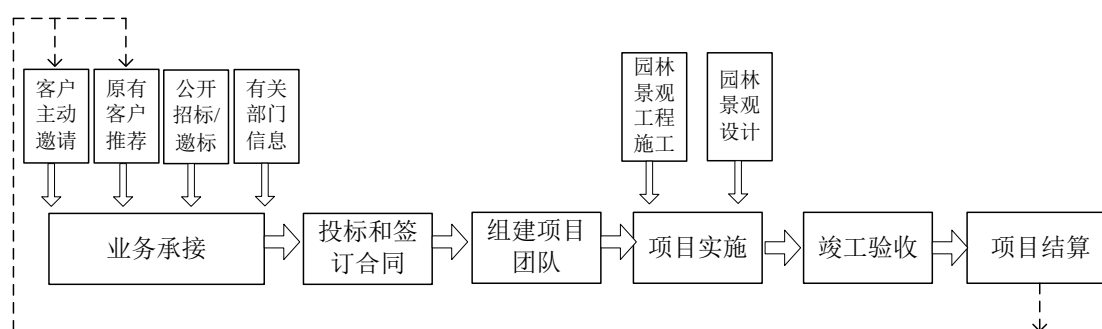 客户
主动
邀请
原有
客户
推荐
公开
招标/
邀标
有关
部门
信息
园林
景观
工程
施工
园林
景观
设计
业务承接
投标和签
订合同
组建项目
团队
项目实施
竣工验收
项目结算